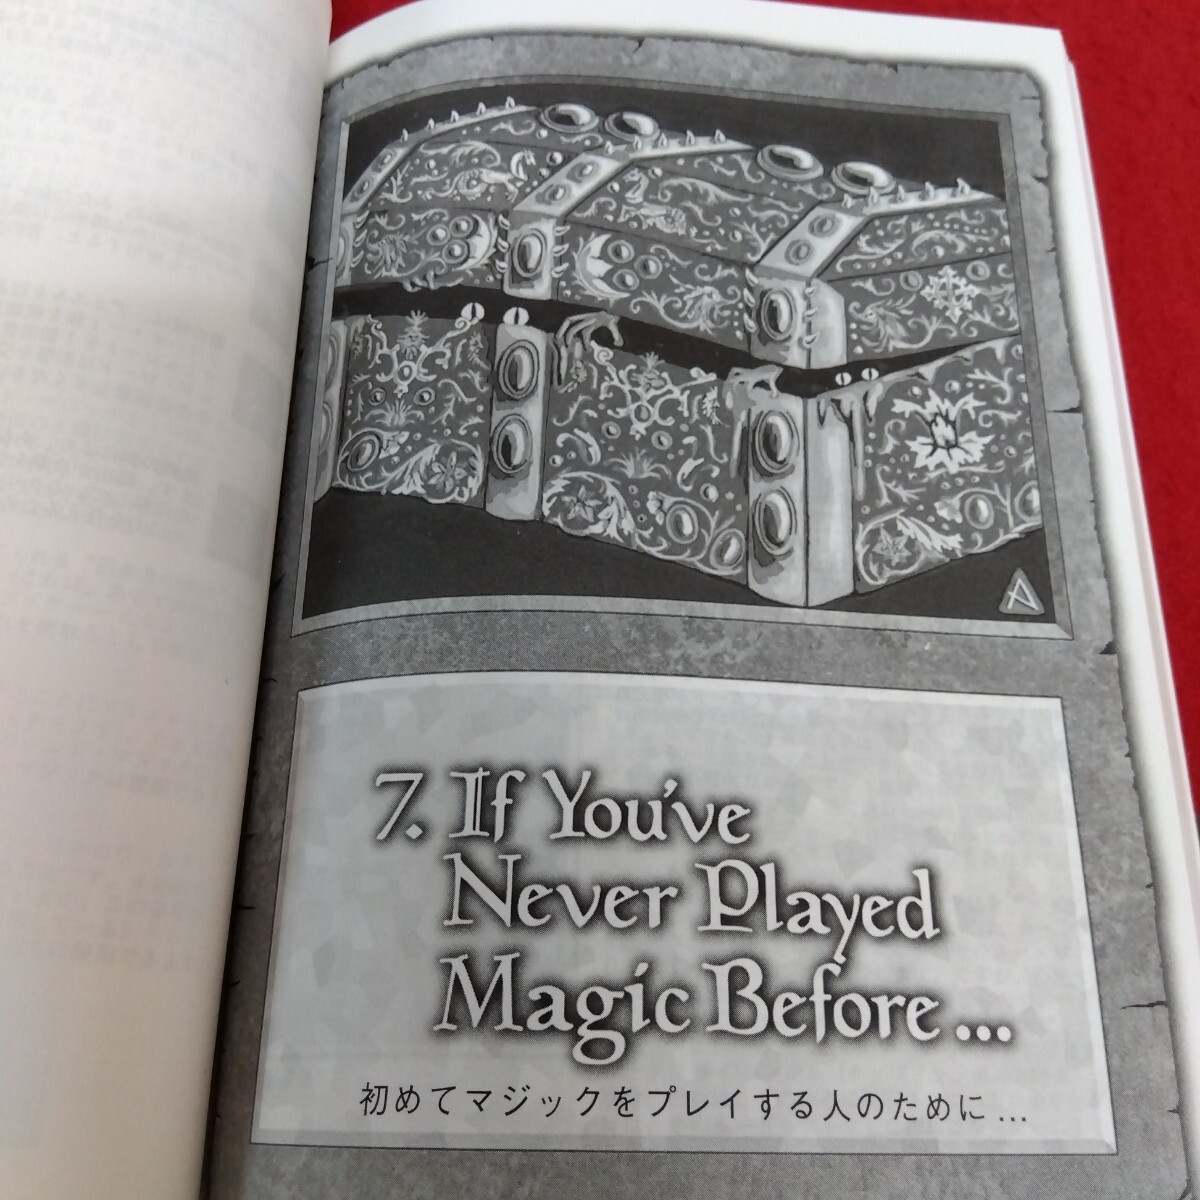 7. If You've
Never Played
Magic Before...
初めてマジックをプレイする人のために...